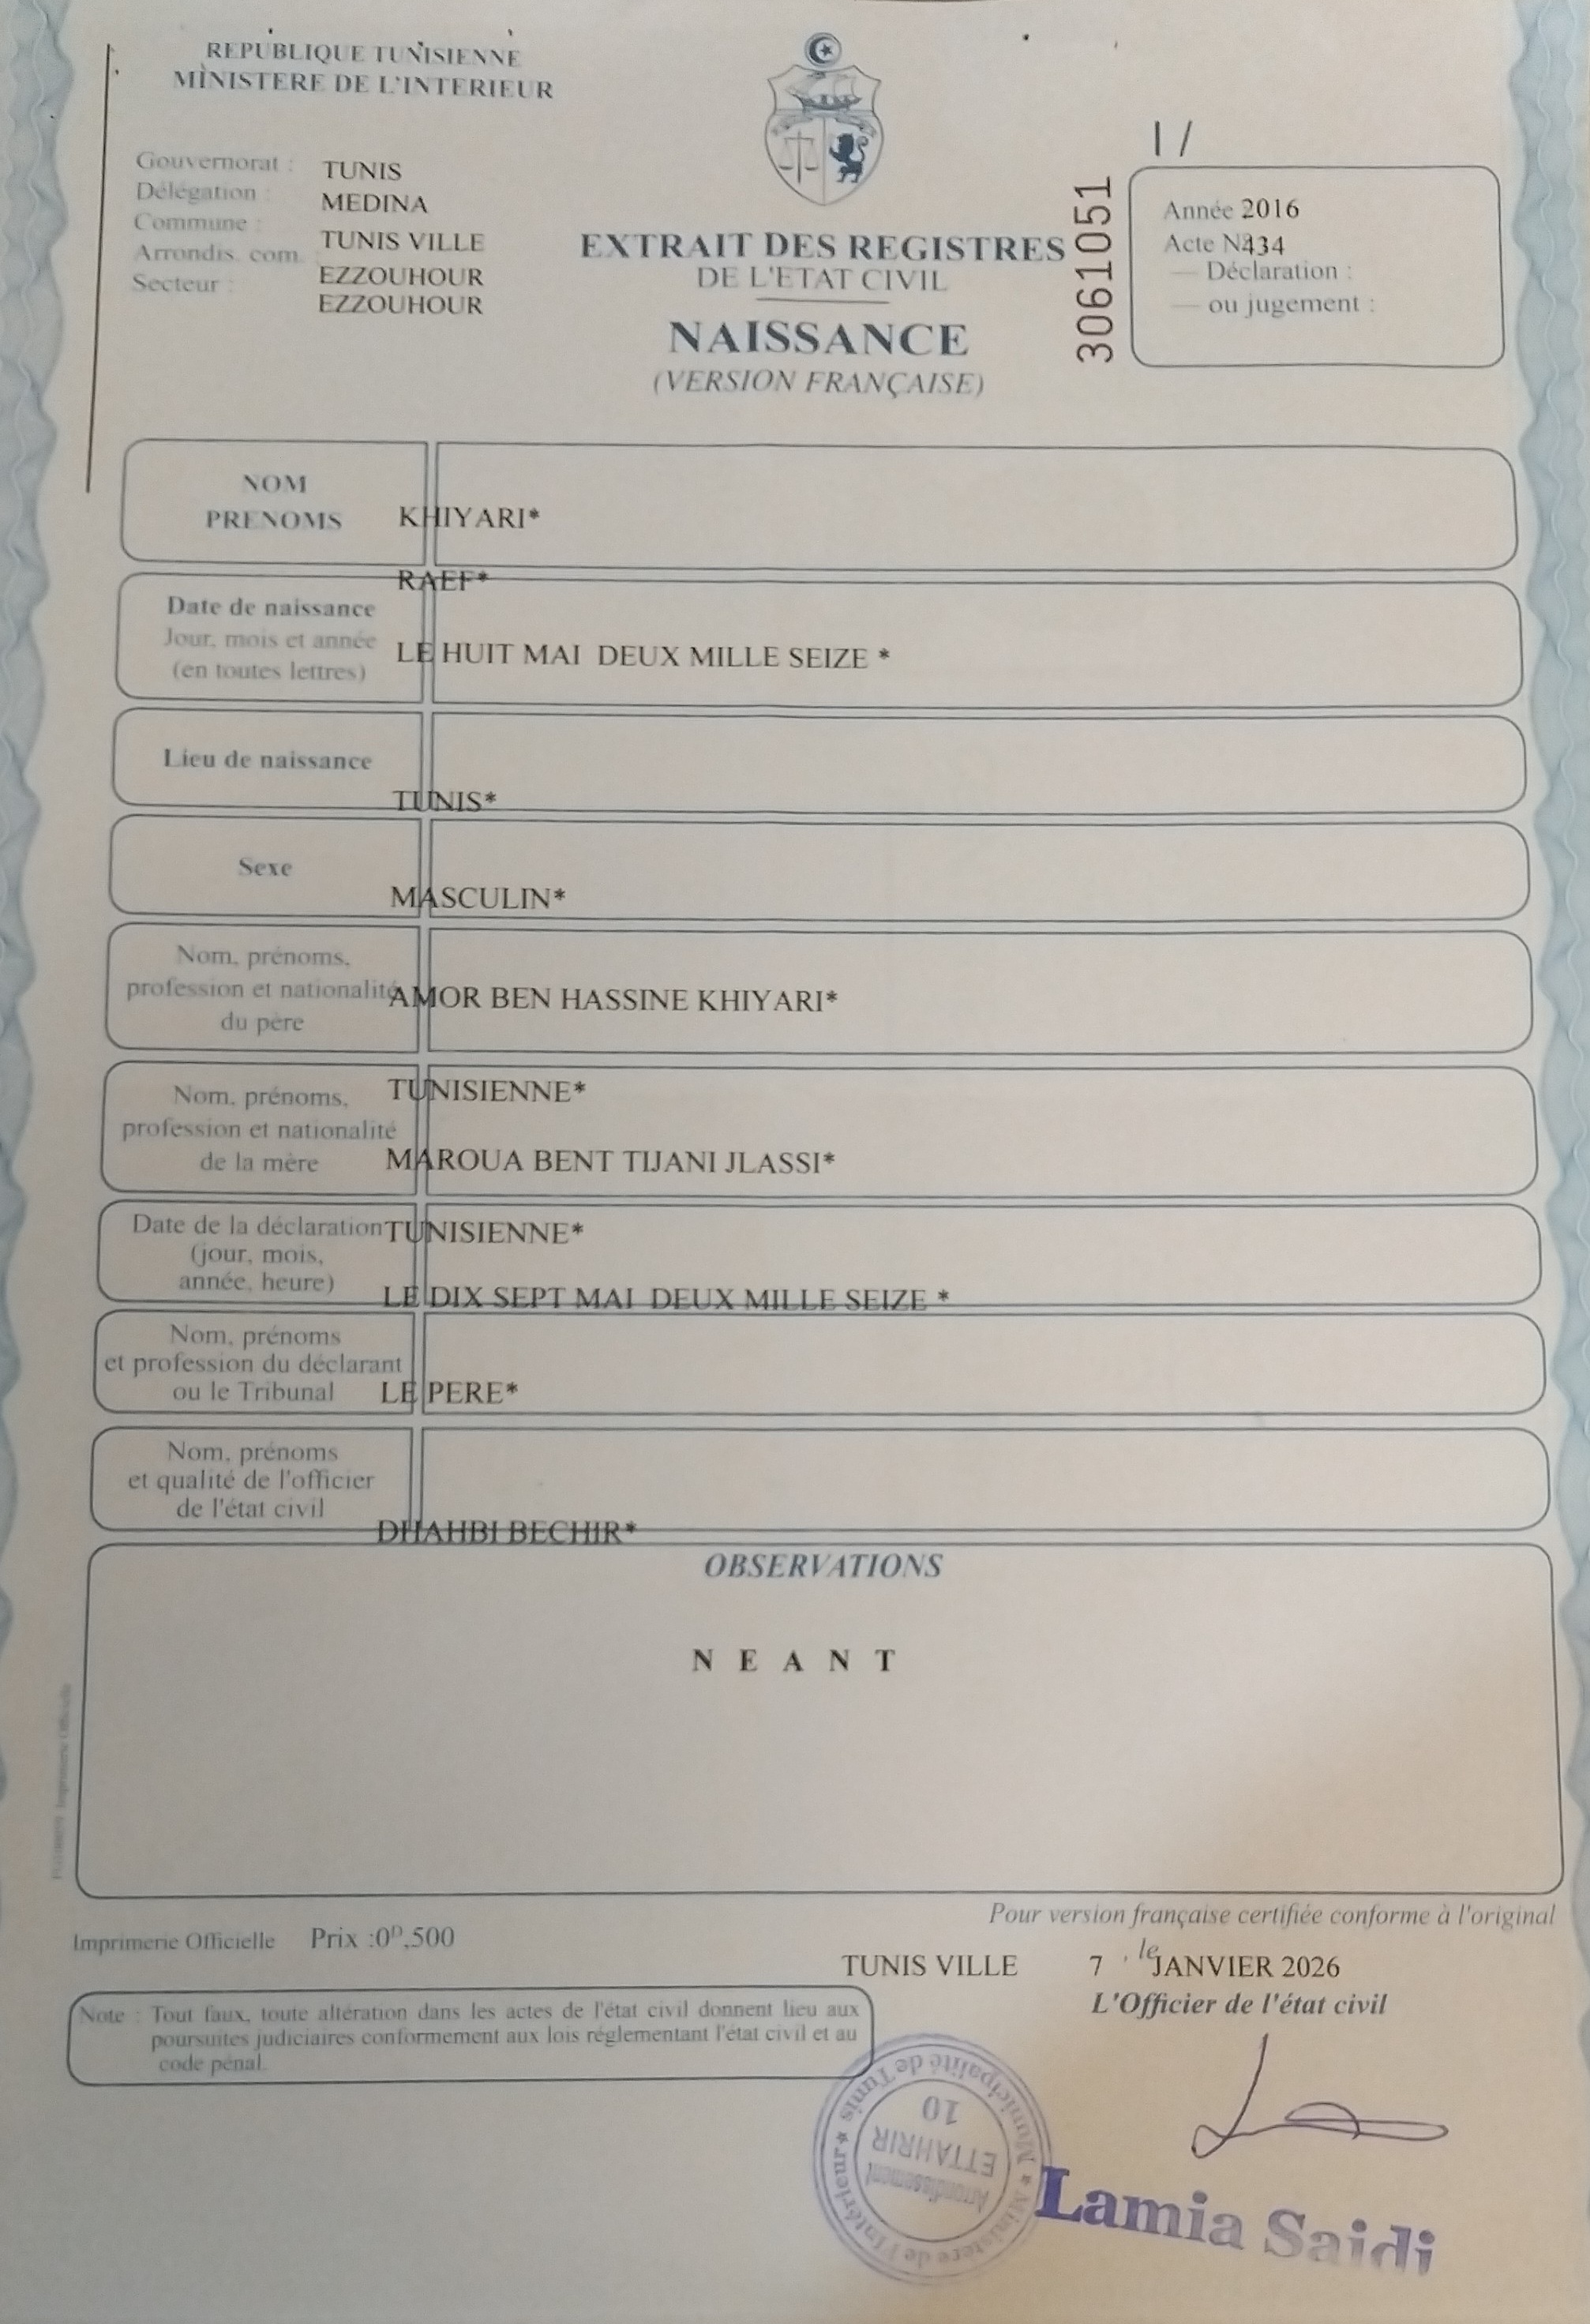 REPUBLIQUE TUNISIENNE
MINISTERE DE L'INTERIEUR
Gouvernorat : TUNIS
Délégation : MEDINA
Commune : TUNIS VILLE
Arrondis. com. EZZOUHOUR
Secteur : EZZOUHOUR
EXTRAIT DES REGISTRES
DE L'ETAT CIVIL
NAISSANCE
(VERSION FRANÇAISE)
3061051
1 /
Année 2016
Acte N° 434
— Déclaration :
— ou jugement :
NOM
PRENOMS KHIYARI*
RAEF*
Date de naissance
Jour, mois et année
(en toutes lettres)
LE HUIT MAI DEUX MILLE SEIZE *
Lieu de naissance
TUNIS*
Sexe
MASCULIN*
Nom, prénoms,
profession et nationalité
du père
AMOR BEN HASSINE KHIYARI*
TUNISIENNE*
Nom, prénoms,
profession et nationalité
de la mère
MAROUA BENT TIJANI JLASSI*
TUNISIENNE*
Date de la déclaration
(jour, mois,
année, heure)
LE DIX SEPT MAI DEUX MILLE SEIZE *
Nom, prénoms
et profession du déclarant
ou le Tribunal
LE PERE*
Nom, prénoms
et qualité de l'officier
de l'état civil
DHAHBI BECHIR*
OBSERVATIONS
N E A N T
Imprimerie Officielle
Pour version française certifiée conforme à l'original
Imprimerie Officielle Prix :0D,500
TUNIS VILLE 7 , le JANVIER 2026
L'Officier de l'état civil
Note : Tout faux, toute altération dans les actes de l'état civil donnent lieu aux
poursuites judiciaires conformement aux lois réglementant l'état civil et au
code pénal.
Ministere de l'Intérieur * Municipalité de Tunis *
Arrondissement
ETTAHRIR
10
Lamia Saidi